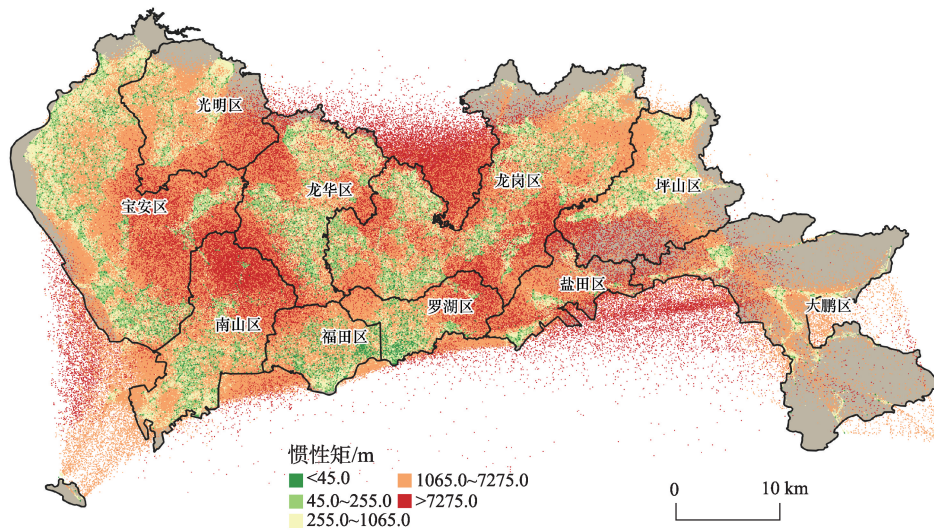 光明区
龙华区
龙岗区
坪山区
宝安区
盐田区
大鹏区
罗湖区
南山区
福田区
惯性矩/m
<45.0
1065.0~7275.0
45.0~255.0
>7275.0
255.0~1065.0
0
10 km